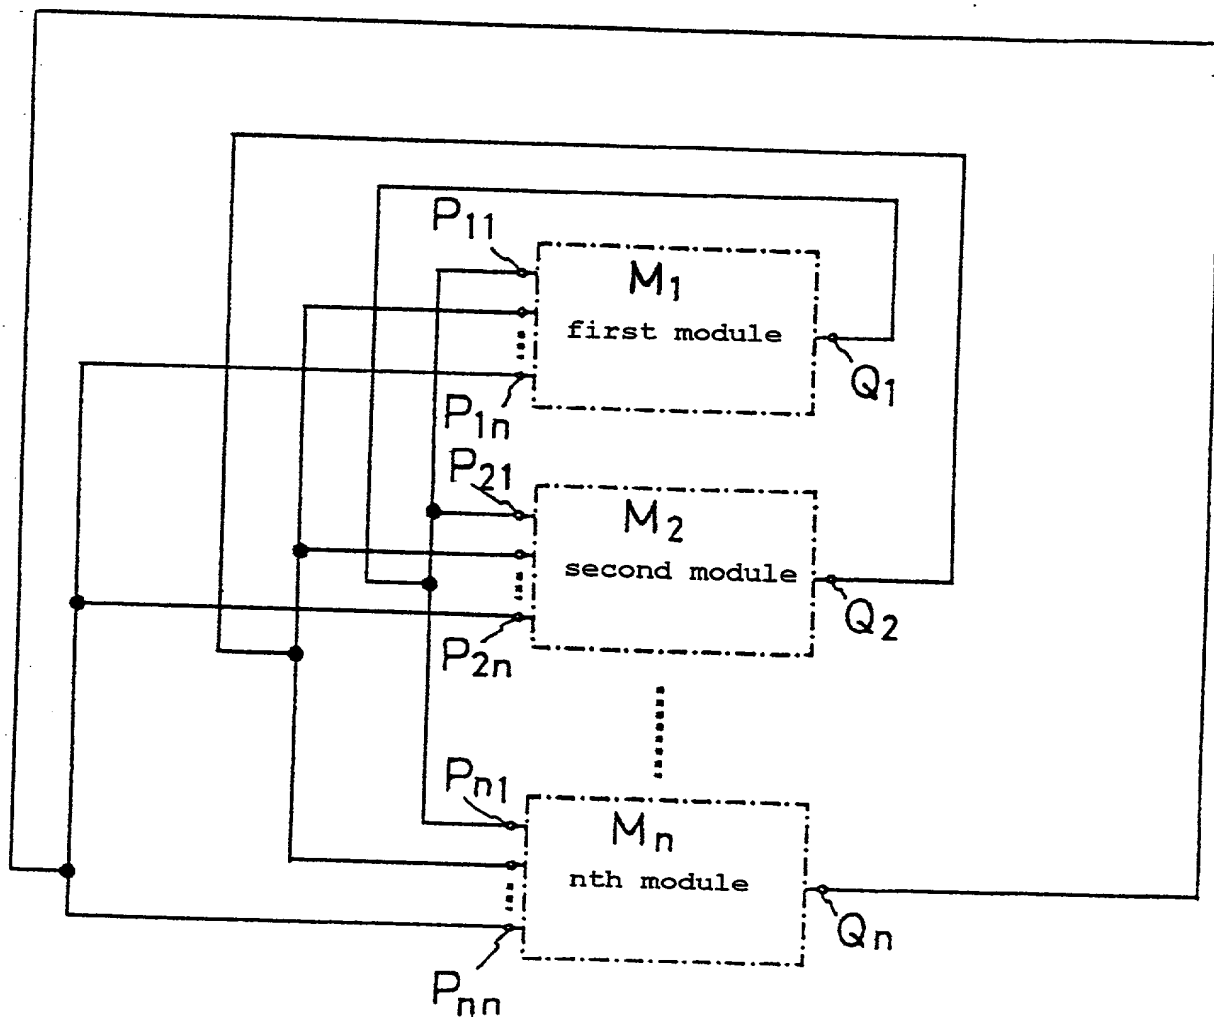 P11
M1
first module
Q1
P1n
P21
M2
second module
Q2
P2n
Pn1
Mn
nth module
Qn
Pnn